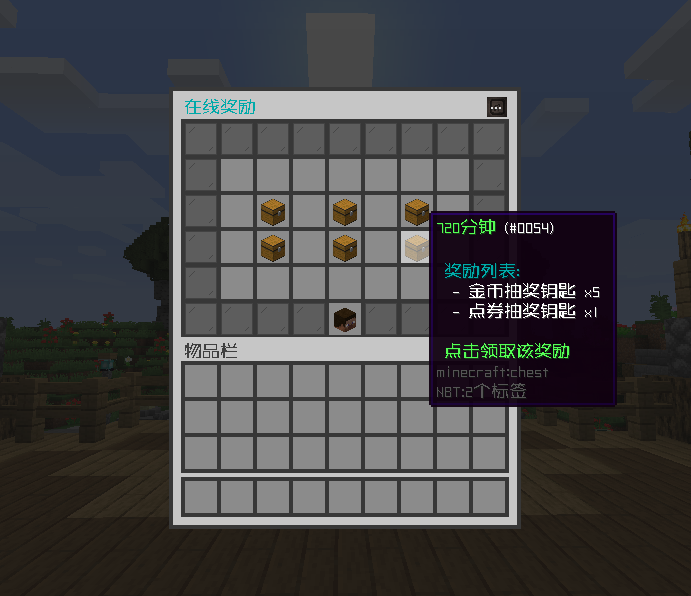 在线奖励
720分钟 (#0054)
奖励列表:
- 金币抽奖钥匙 x5
- 点券抽奖钥匙 x1
点击领取该奖励
minecraft:chest
NBT:2个标签
物品栏